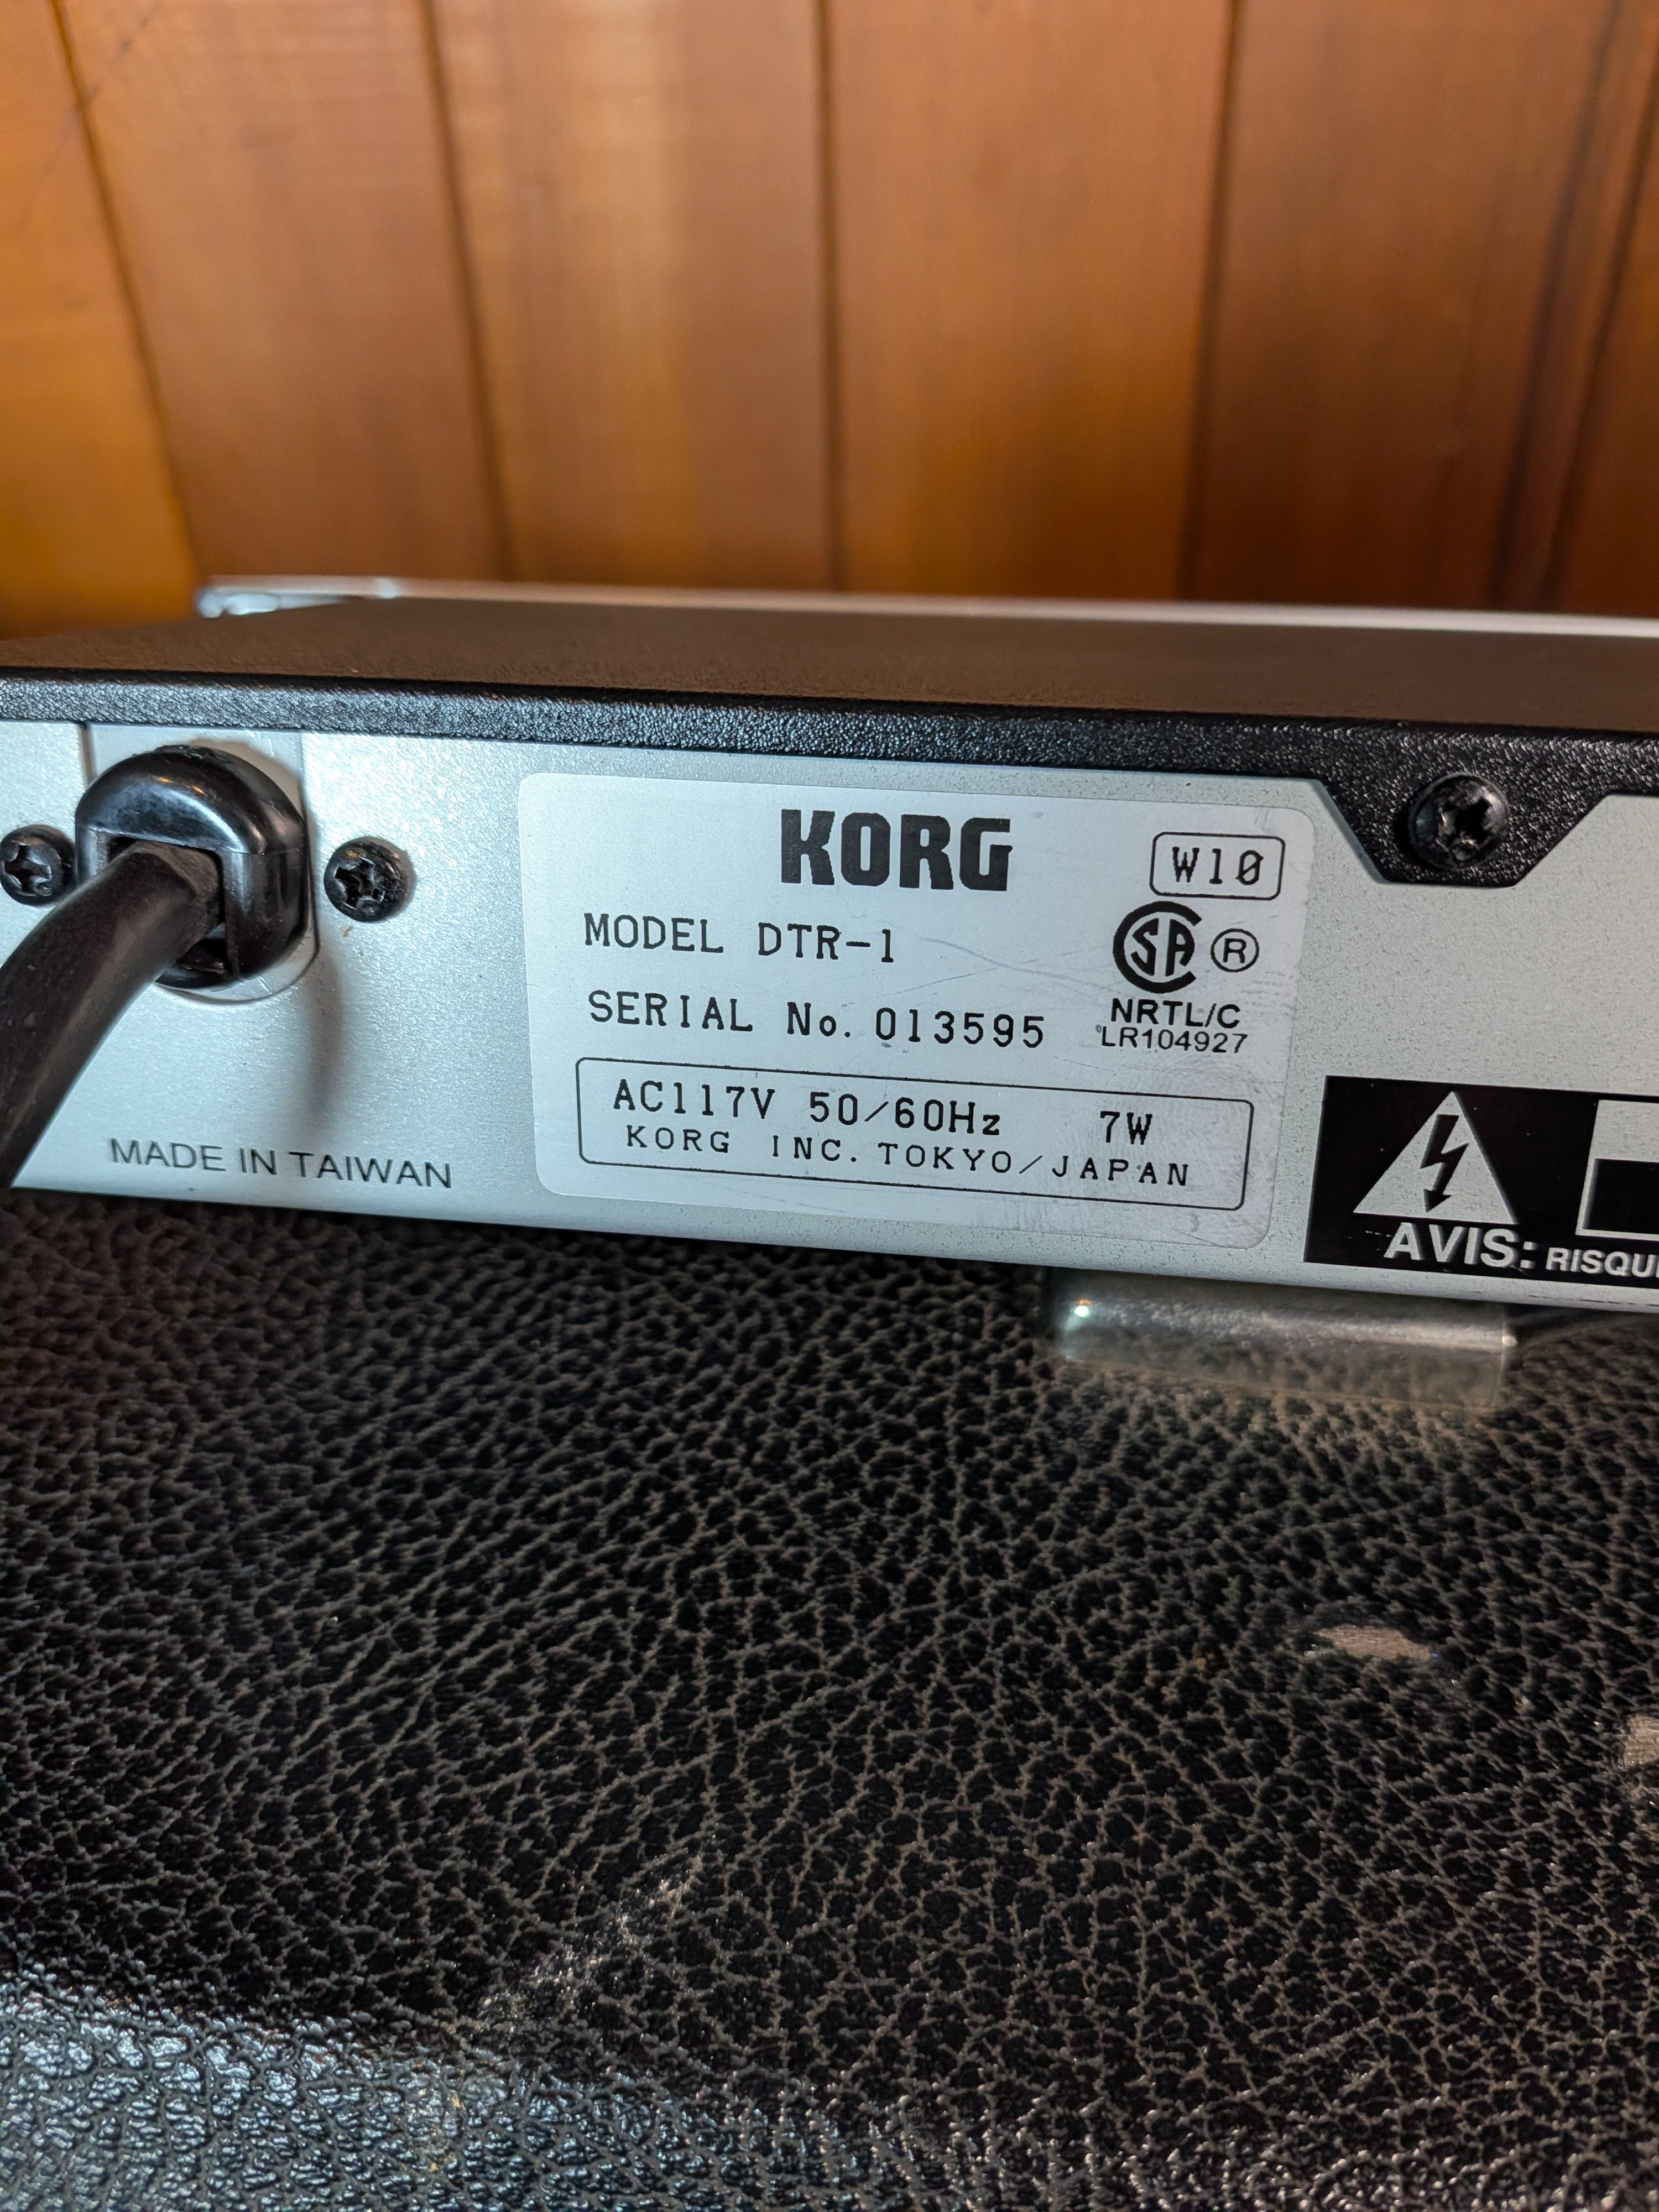 KORG
W10
MODEL DTR-1
SA ®
SERIAL No. 013595
NRTL/C
LR104927
AC117V 50/60Hz 7W
KORG INC. TOKYO/JAPAN
MADE IN TAIWAN
AVIS: